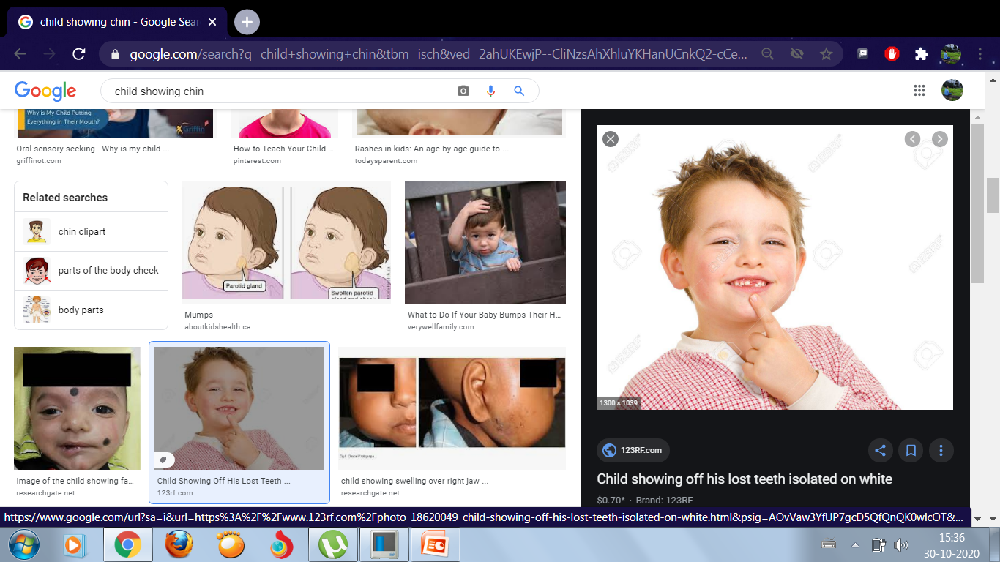 child showing chin - Google Sear
google.com/search?q=child+showing+chin&tbm=isch&ved=2ahUKEwjP--CliNzsAhXhluYKHanUCnkQ2-cCe...
Google
child showing chin
Why is My Child Putting
Everything in Their Mouth?
Griffin
Oral sensory seeking - Why is my child ...
griffinot.com
How to Teach Your Child ...
pinterest.com
Rashes in kids: An age-by-age guide to ...
todaysparent.com
Related searches
chin clipart
parts of the body cheek
body parts
Parotid gland
Swollen parotid
Mumps
aboutkidshealth.ca
What to Do If Your Baby Bumps Their H...
verywellfamily.com
Image of the child showing fa...
researchgate.net
Child Showing Off His Lost Teeth ...
123rf.com
child showing swelling over right jaw ...
researchgate.net
123RF
1300 × 1039
123RF.com
Child showing off his lost teeth isolated on white
$0.70* · Brand: 123RF
https://www.google.com/url?sa=i&url=https%3A%2F%2Fwww.123rf.com%2Fphoto_18620049_child-showing-off-his-lost-teeth-isolated-on-white.html&psig=AOvVaw3YfUP7gcD5QfQnQK0wlcOT&...
15:36
30-10-2020